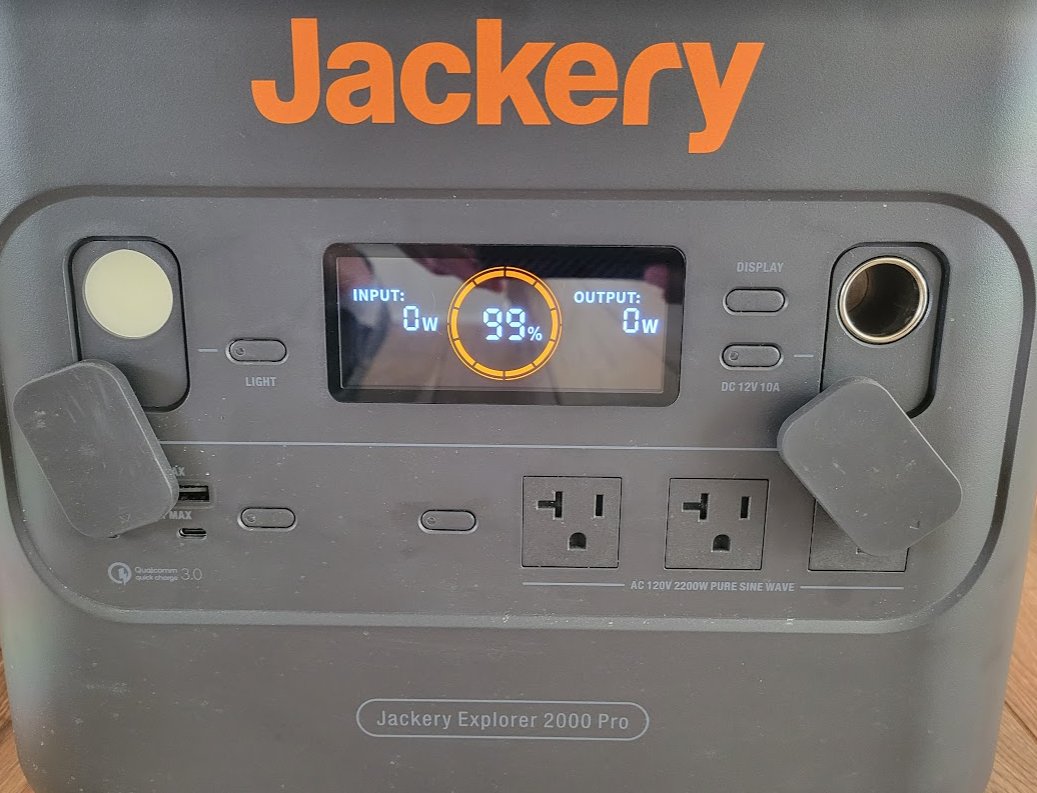 Jackery
DISPLAY
INPUT:
0W
99%
OUTPUT:
0W
LIGHT
DC 12V 10A
MAX
Qualcomm
quick charge 3.0
AC 120V 2200W PURE SINE WAVE
Jackery Explorer 2000 Pro